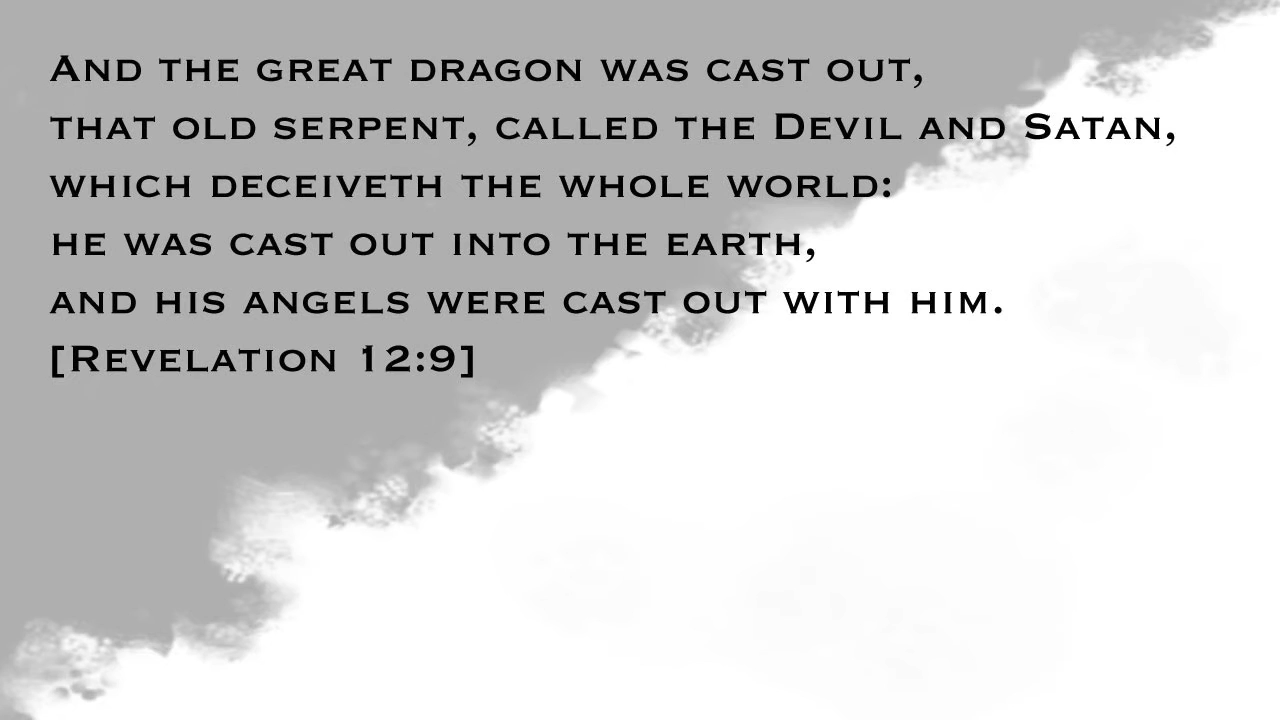 And the great dragon was cast out,
that old serpent, called the Devil and Satan,
which deceiveth the whole world:
he was cast out into the earth,
and his angels were cast out with him.
[Revelation 12:9]